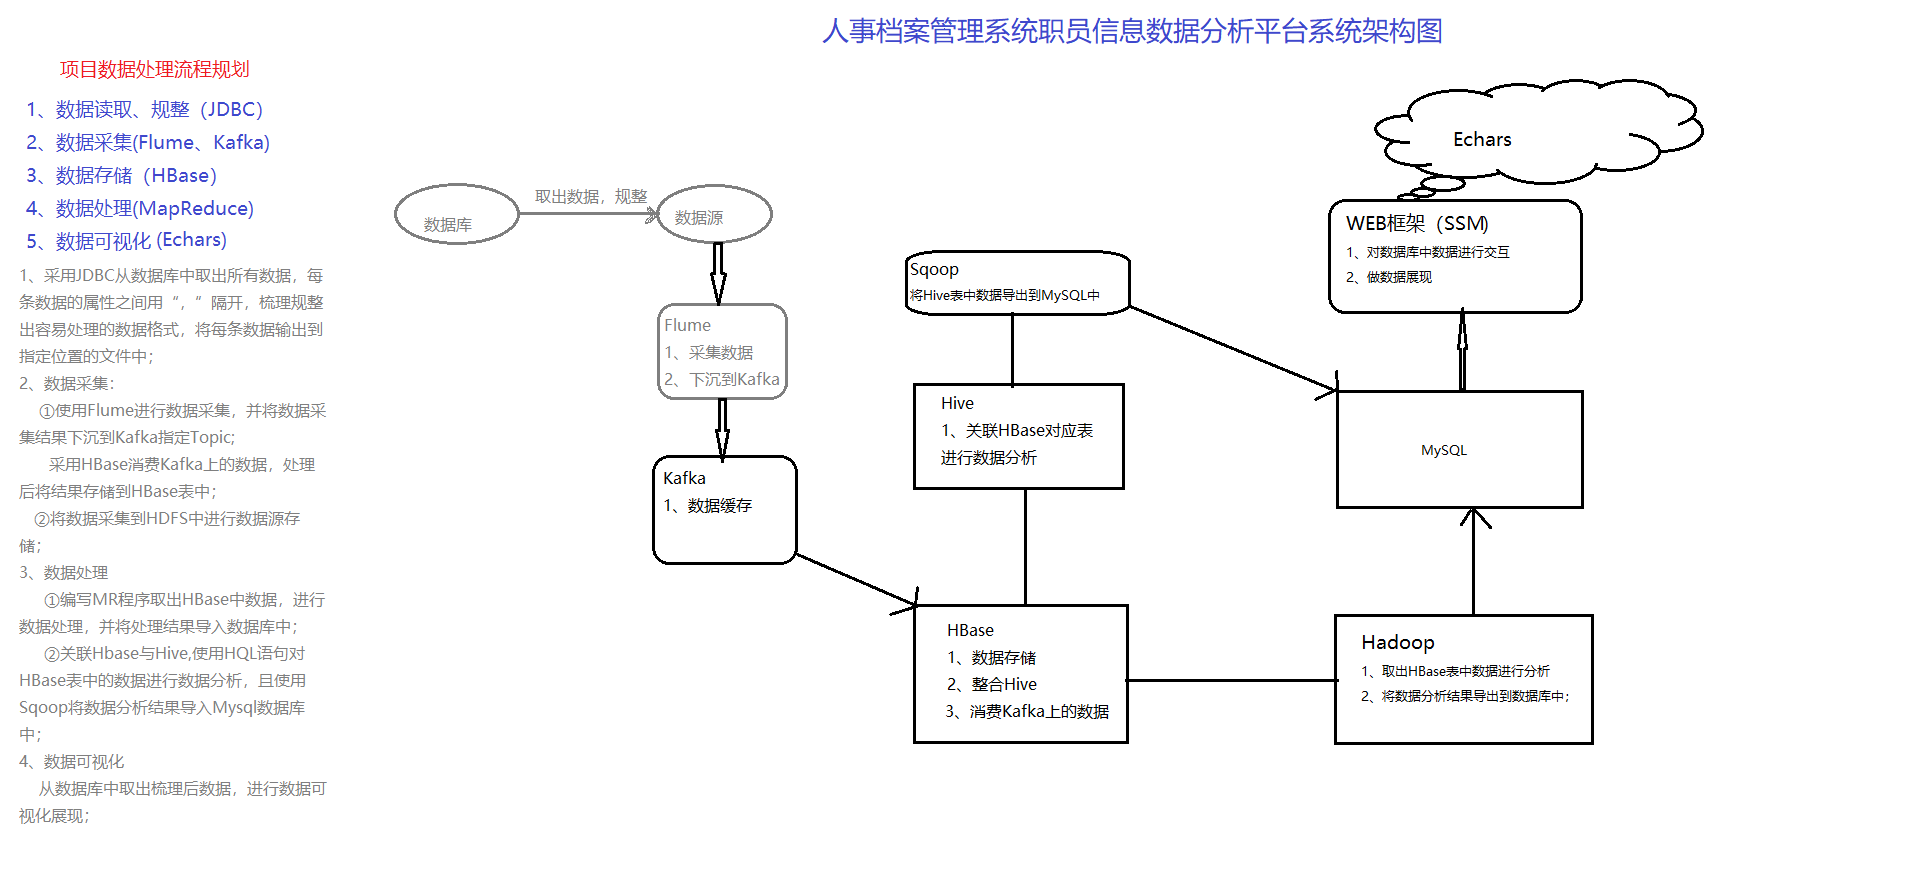 人事档案管理系统职员信息数据分析平台系统架构图
项目数据处理流程规划
1、数据读取、规整（JDBC）
2、数据采集(Flume、Kafka)
3、数据存储（HBase）
4、数据处理(MapReduce)
5、数据可视化 (Echars)
1、采用JDBC从数据库中取出所有数据，每
条数据的属性之间用“，“隔开，梳理规整
出容易处理的数据格式，将每条数据输出到
指定位置的文件中；
2、数据采集：
①使用Flume进行数据采集，并将数据采
集结果下沉到Kafka指定Topic;
采用HBase消费Kafka上的数据，处理
后将结果存储到HBase表中；
②将数据采集到HDFS中进行数据源存
储；
3、数据处理
①编写MR程序取出HBase中数据，进行
数据处理，并将处理结果导入数据库中；
②关联Hbase与Hive,使用HQL语句对
HBase表中的数据进行数据分析，且使用
Sqoop将数据分析结果导入Mysql数据库
中；
4、数据可视化
从数据库中取出梳理后数据，进行数据可
视化展现；
数据库
取出数据，规整
数据源
Flume
1、采集数据
2、下沉到Kafka
Kafka
1、数据缓存
Sqoop
将Hive表中数据导出到MySQL中
Hive
1、关联HBase对应表
进行数据分析
HBase
1、数据存储
2、整合Hive
3、消费Kafka上的数据
Echars
WEB框架（SSM)
1、对数据库中数据进行交互
2、做数据展现
MySQL
Hadoop
1、取出HBase表中数据进行分析
2、将数据分析结果导出到数据库中；